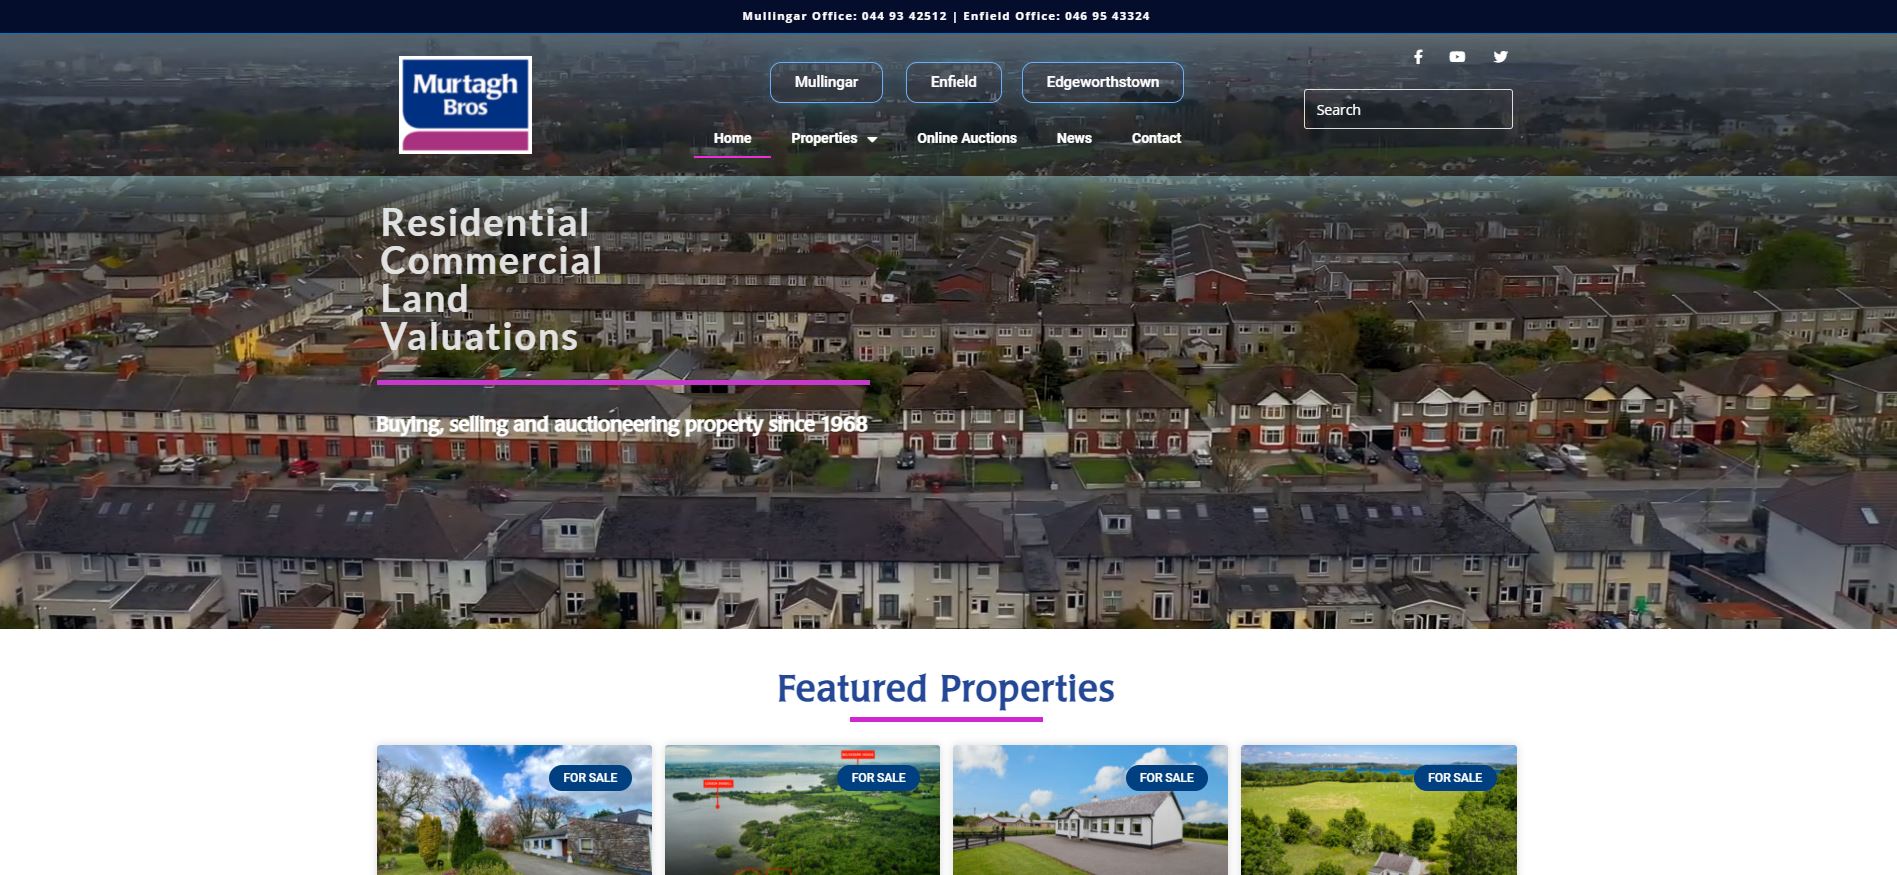 Mullingar Office: 044 93 42512 | Enfield Office: 046 95 43324
Murtagh
Bros
Mullingar Enfield Edgeworthstown
Search
Home Properties Online Auctions News Contact
Residential
Commercial
Land
Valuations
Buying, selling and auctioneering property since 1968
Featured Properties
FOR SALE FOR SALE FOR SALE FOR SALE